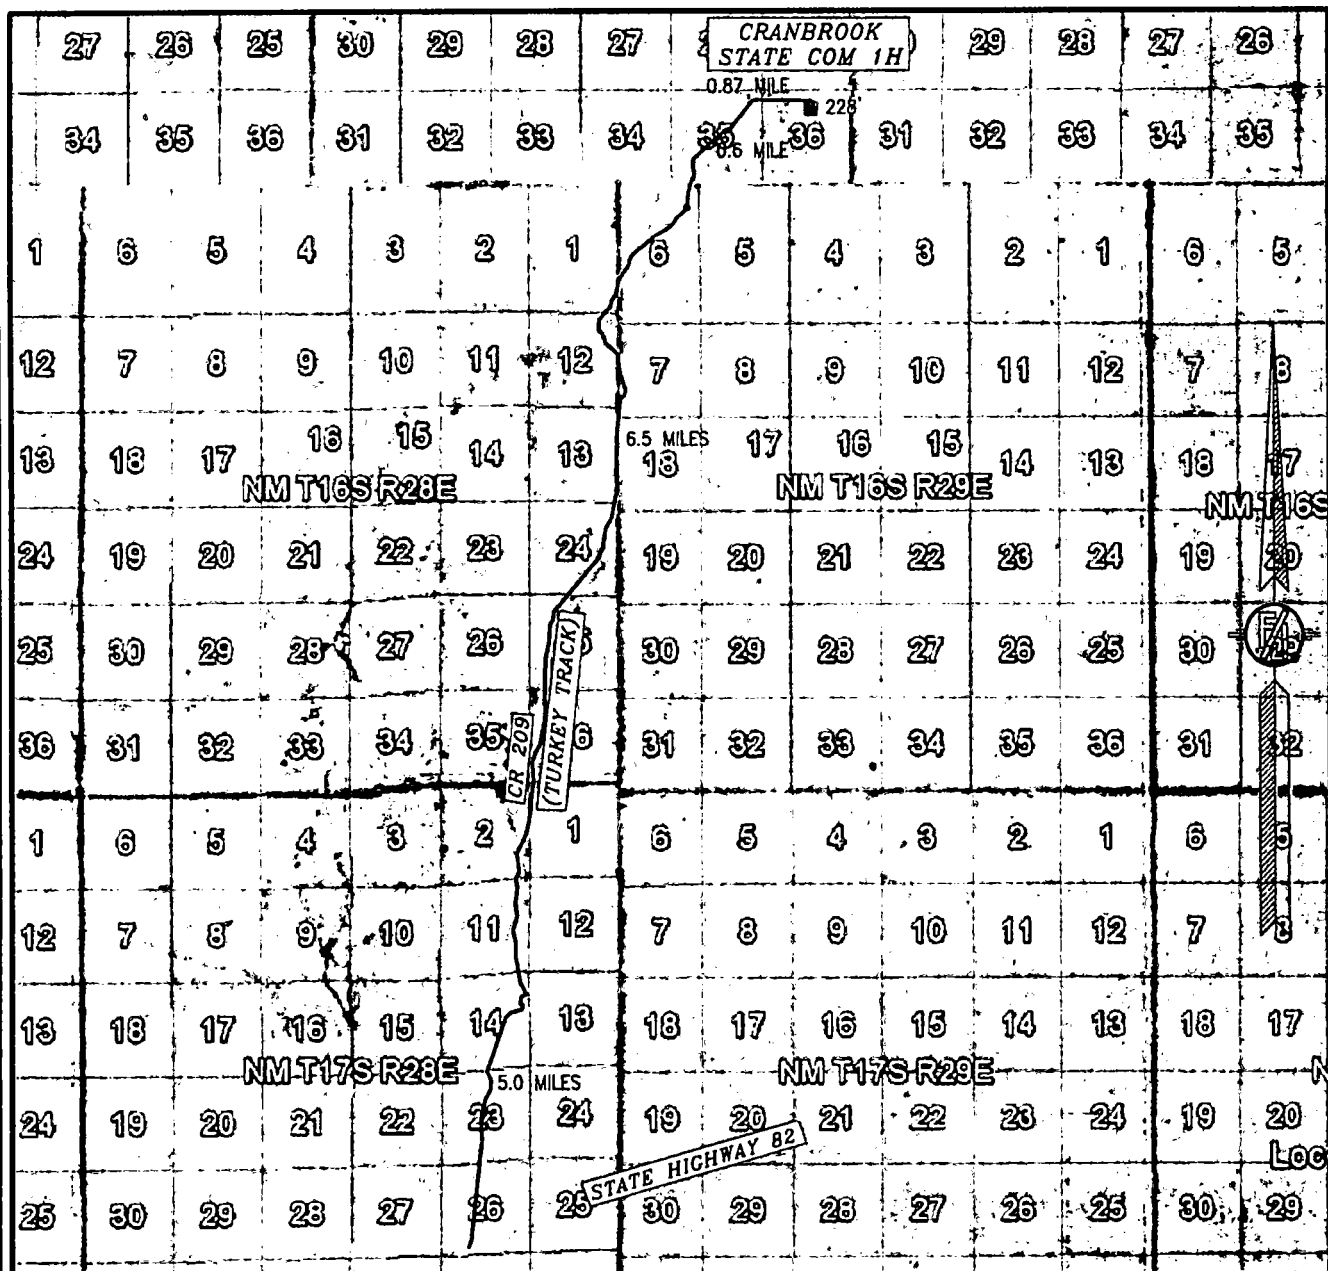 27 26 25 30 29 28 27 29 28 27 26
CRANBROOK
STATE COM 1H
0.87 MILE
228'
34 35 36 31 32 33 34 35 36 31 32 33 34 35
0.6 MILE
1 6 5 4 3 2 1 6 5 4 3 2 1 6 5
12 7 8 9 10 11 12 7 8 9 10 11 12 7 8
13 18 17 16 15 14 13 6.5 MILES 18 17 16 15 14 13 18 17
NM T16S R28E NM T16S R29E NM T16S
24 19 20 21 22 23 24 19 20 21 22 23 24 19 20
25 30 29 28 27 26 30 29 28 27 26 25 30 29
CR 209
(TURKEY TRACK)
36 31 32 33 34 35 6 31 32 33 34 35 36 31 32
1 6 5 4 3 2 1 6 5 4 3 2 1 6 5
12 7 8 9 10 11 12 7 8 9 10 11 12 7 8
13 18 17 16 15 14 13 18 17 16 15 14 13 18 17
NM T17S R28E NM T17S R29E N
5.0 MILES
24 19 20 21 22 23 24 19 20 21 22 23 24 19 20
STATE HIGHWAY 82
Loc
25 30 29 28 27 26 25 30 29 28 27 26 25 30 29